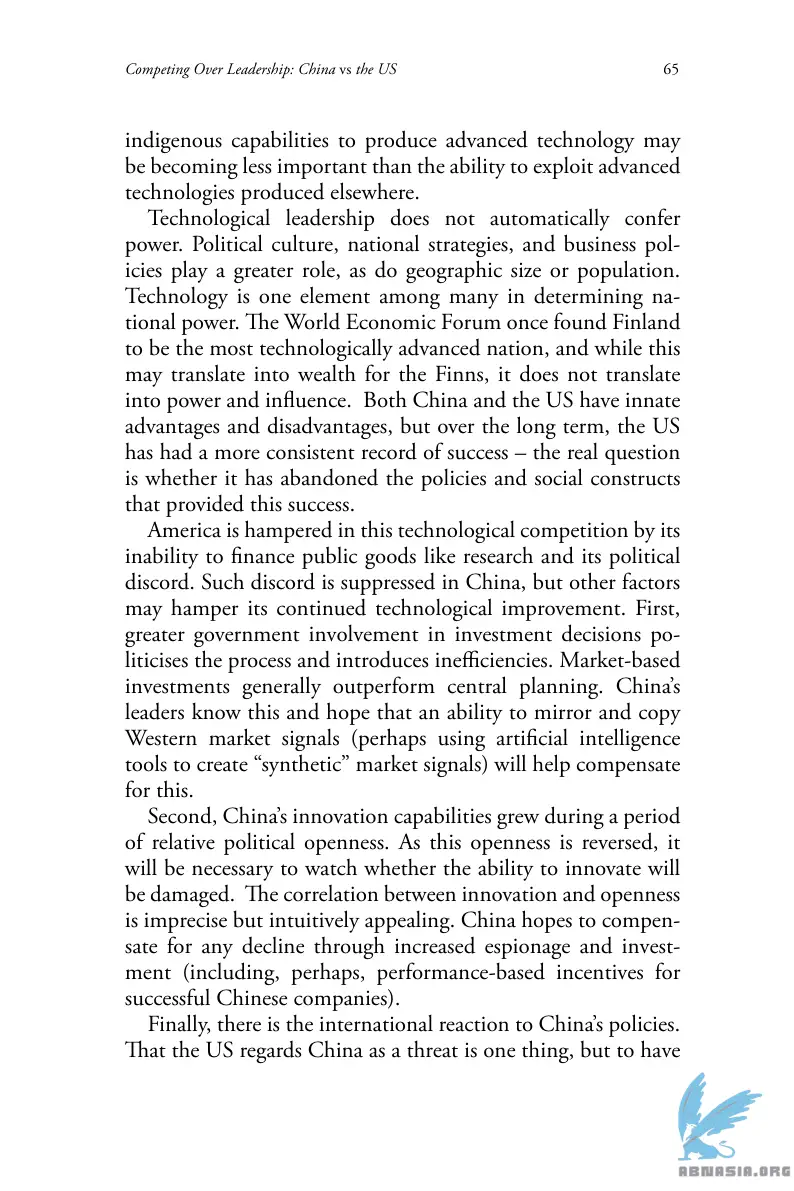 Competing Over Leadership: China vs the US 65
indigenous capabilities to produce advanced technology may
be becoming less important than the ability to exploit advanced
technologies produced elsewhere.
Technological leadership does not automatically confer
power. Political culture, national strategies, and business pol-
icies play a greater role, as do geographic size or population.
Technology is one element among many in determining na-
tional power. The World Economic Forum once found Finland
to be the most technologically advanced nation, and while this
may translate into wealth for the Finns, it does not translate
into power and influence.  Both China and the US have innate
advantages and disadvantages, but over the long term, the US
has had a more consistent record of success – the real question
is whether it has abandoned the policies and social constructs
that provided this success.
America is hampered in this technological competition by its
inability to finance public goods like research and its political
discord. Such discord is suppressed in China, but other factors
may hamper its continued technological improvement. First,
greater government involvement in investment decisions po-
liticises the process and introduces inefficiencies. Market-based
investments generally outperform central planning. China’s
leaders know this and hope that an ability to mirror and copy
Western market signals (perhaps using artificial intelligence
tools to create “synthetic” market signals) will help compensate
for this.
Second, China’s innovation capabilities grew during a period
of relative political openness. As this openness is reversed, it
will be necessary to watch whether the ability to innovate will
be damaged.  The correlation between innovation and openness
is imprecise but intuitively appealing. China hopes to compen-
sate for any decline through increased espionage and invest-
ment (including, perhaps, performance-based incentives for
successful Chinese companies).
Finally, there is the international reaction to China’s policies.
That the US regards China as a threat is one thing, but to have
ABNASIA.ORG